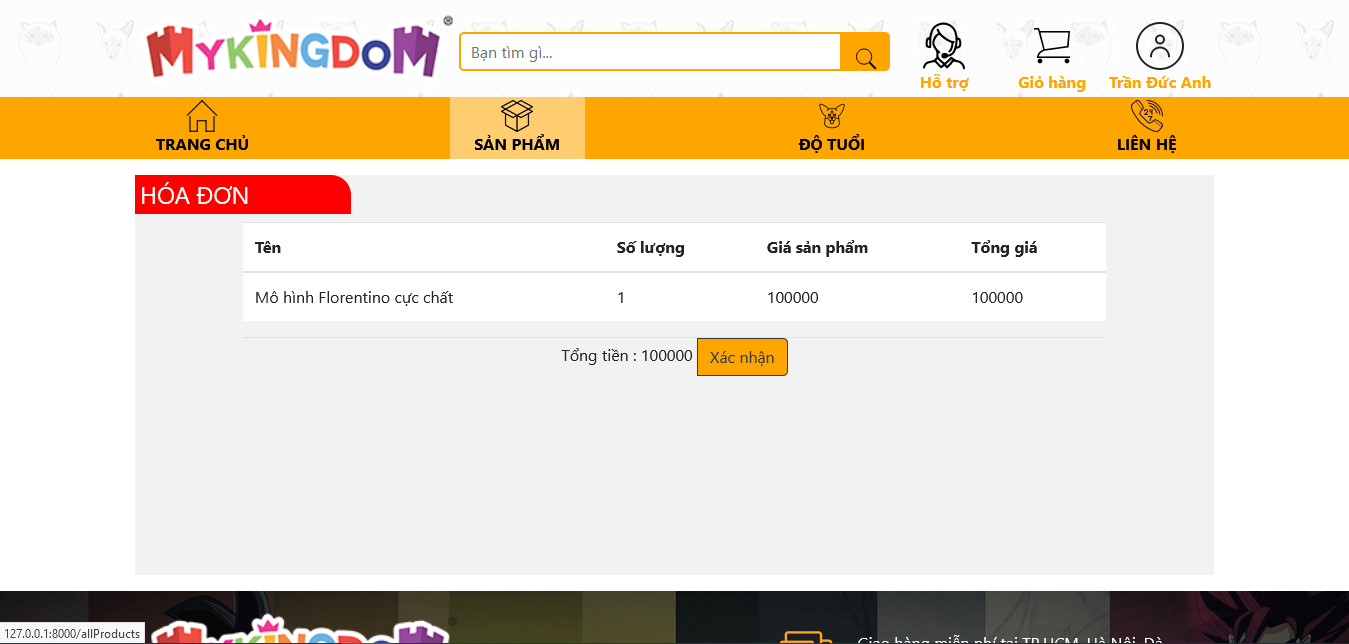 MYKINGDOM ®
Bạn tìm gì...
Hỗ trợ
Giỏ hàng
Trần Đức Anh
TRANG CHỦ
SẢN PHẨM
ĐỘ TUỔI
24/7
LIÊN HỆ
HÓA ĐƠN
Tên Số lượng Giá sản phẩm Tổng giá
Mô hình Florentino cực chất 1 100000 100000
Tổng tiền : 100000 Xác nhận
127.0.0.1:8000/allProducts
MYKINGDOM ®
Giao hàng miễn phí tại TP.HCM, Hà Nội, Đà